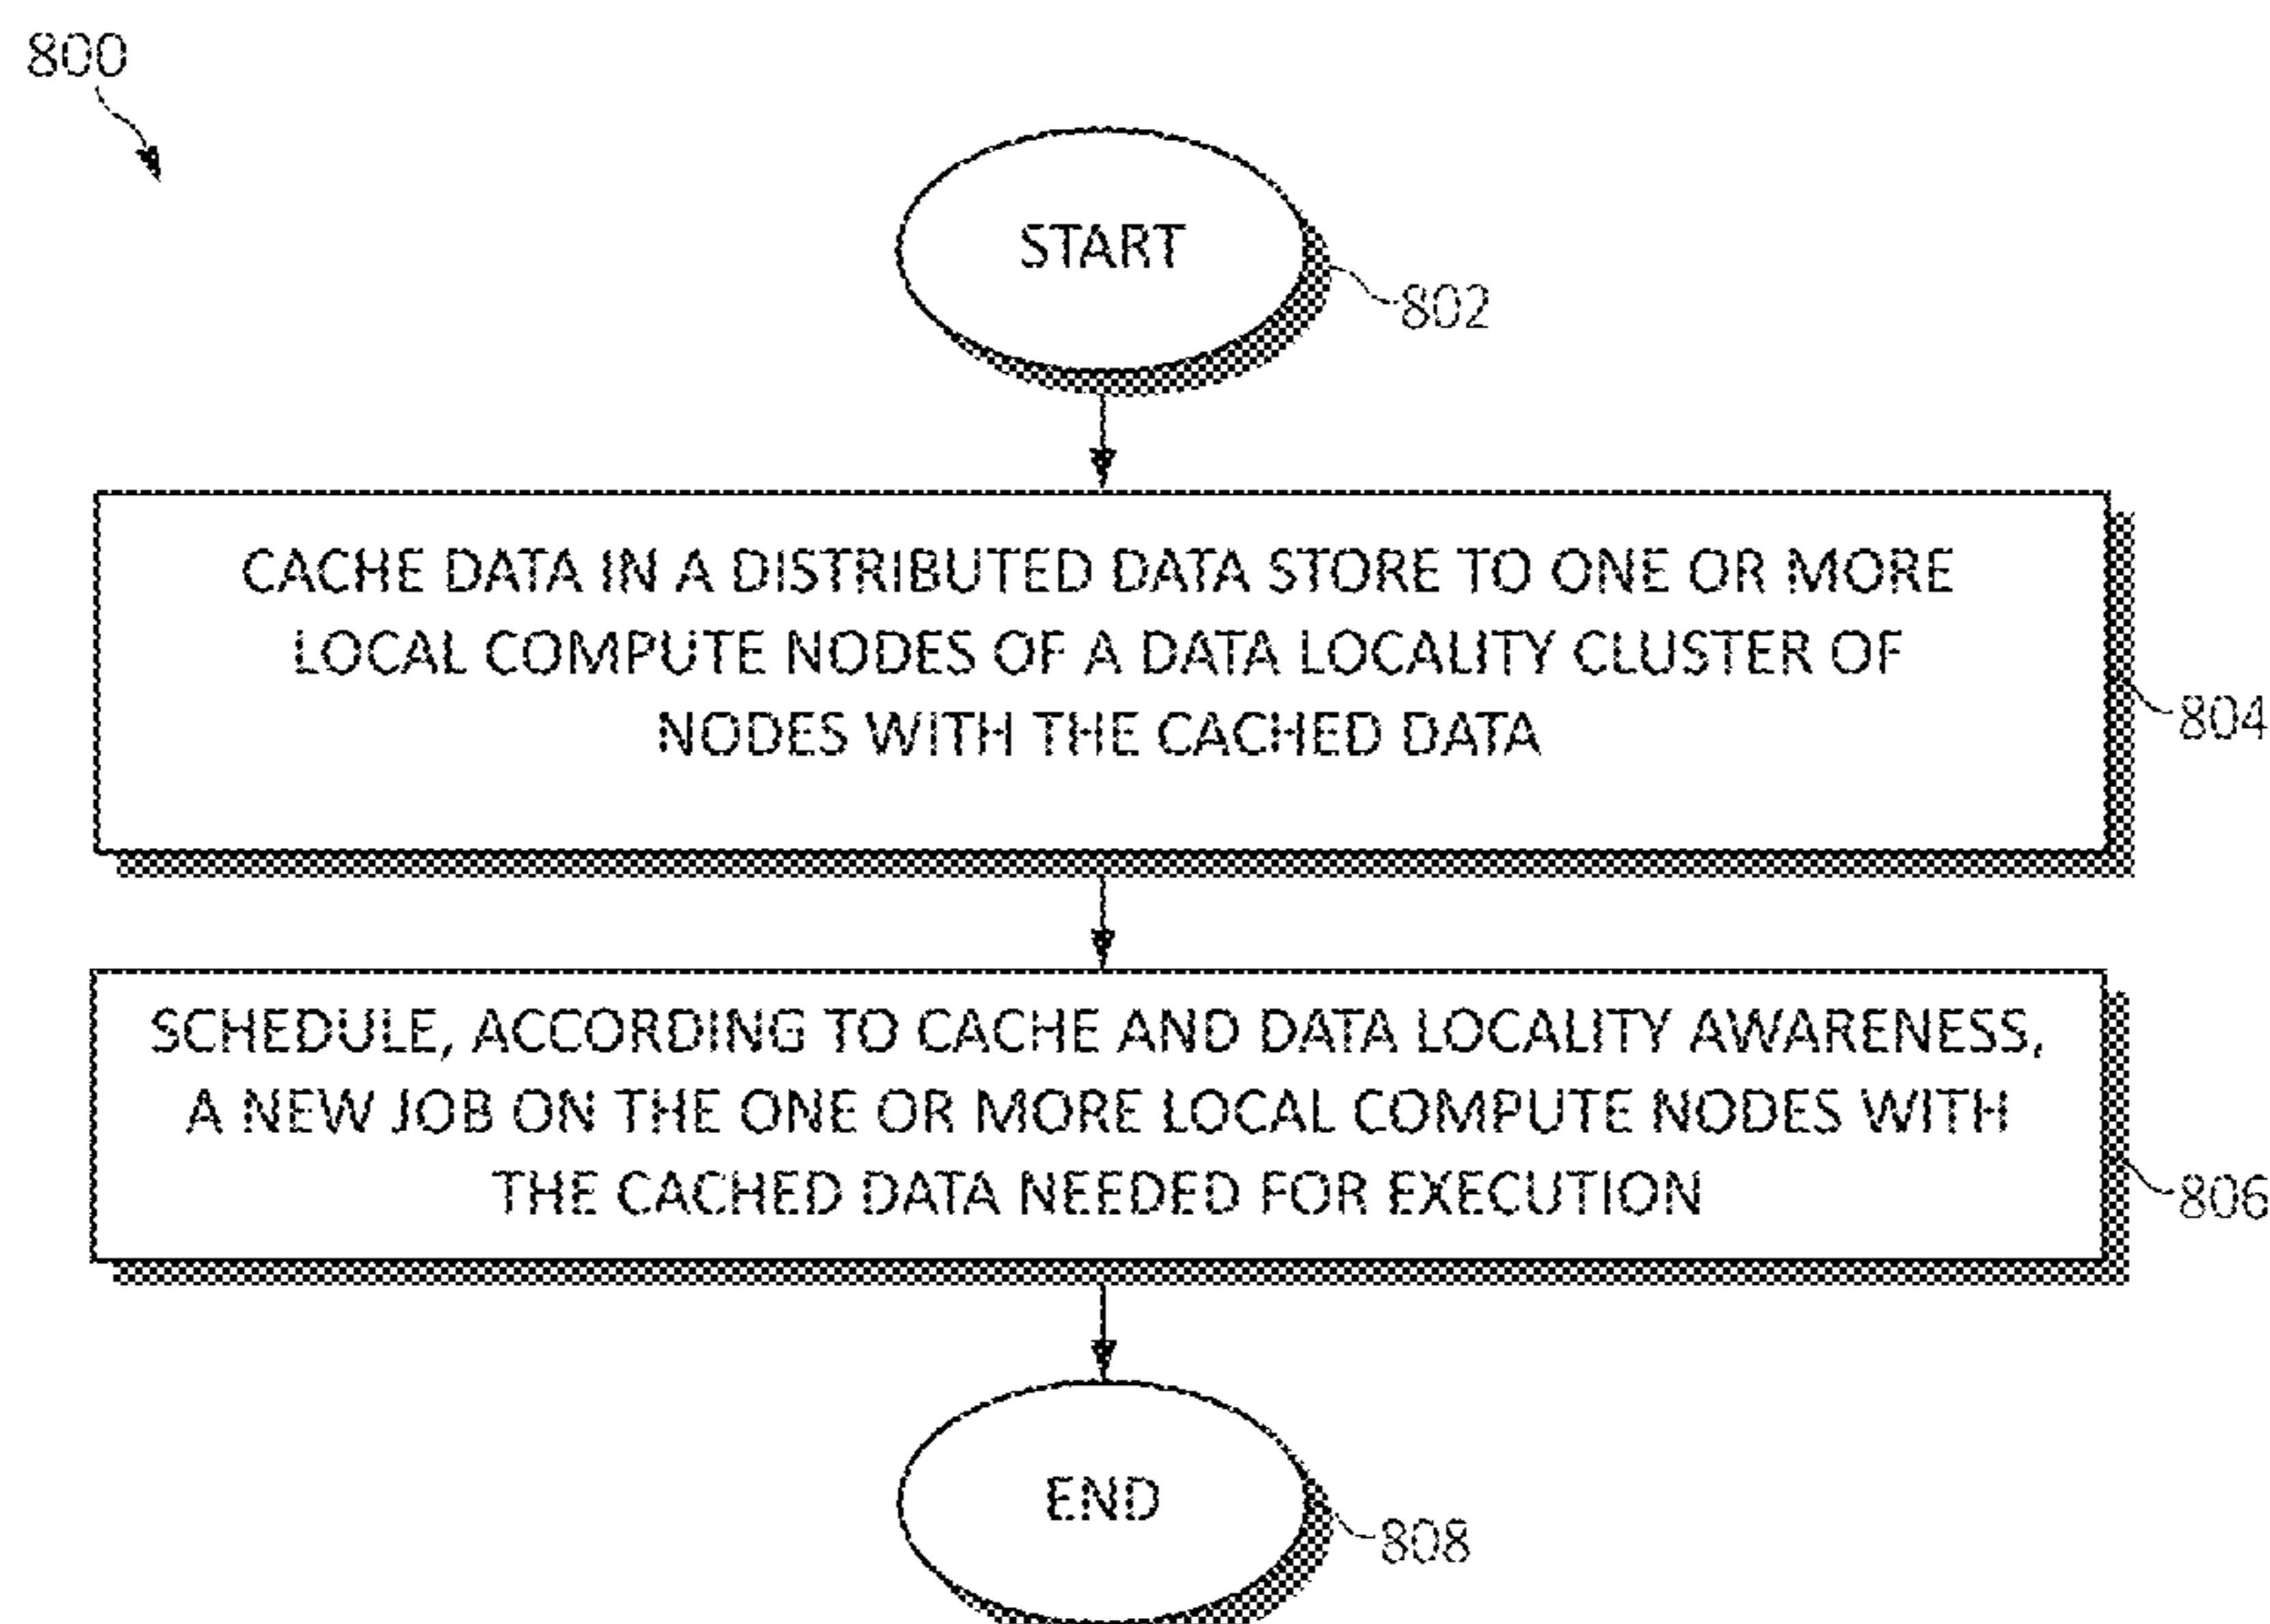 800
START
802
CACHE DATA IN A DISTRIBUTED DATA STORE TO ONE OR MORE
LOCAL COMPUTE NODES OF A DATA LOCALITY CLUSTER OF
NODES WITH THE CACHED DATA
804
SCHEDULE, ACCORDING TO CACHE AND DATA LOCALITY AWARENESS,
A NEW JOB ON THE ONE OR MORE LOCAL COMPUTE NODES WITH
THE CACHED DATA NEEDED FOR EXECUTION
806
END
808